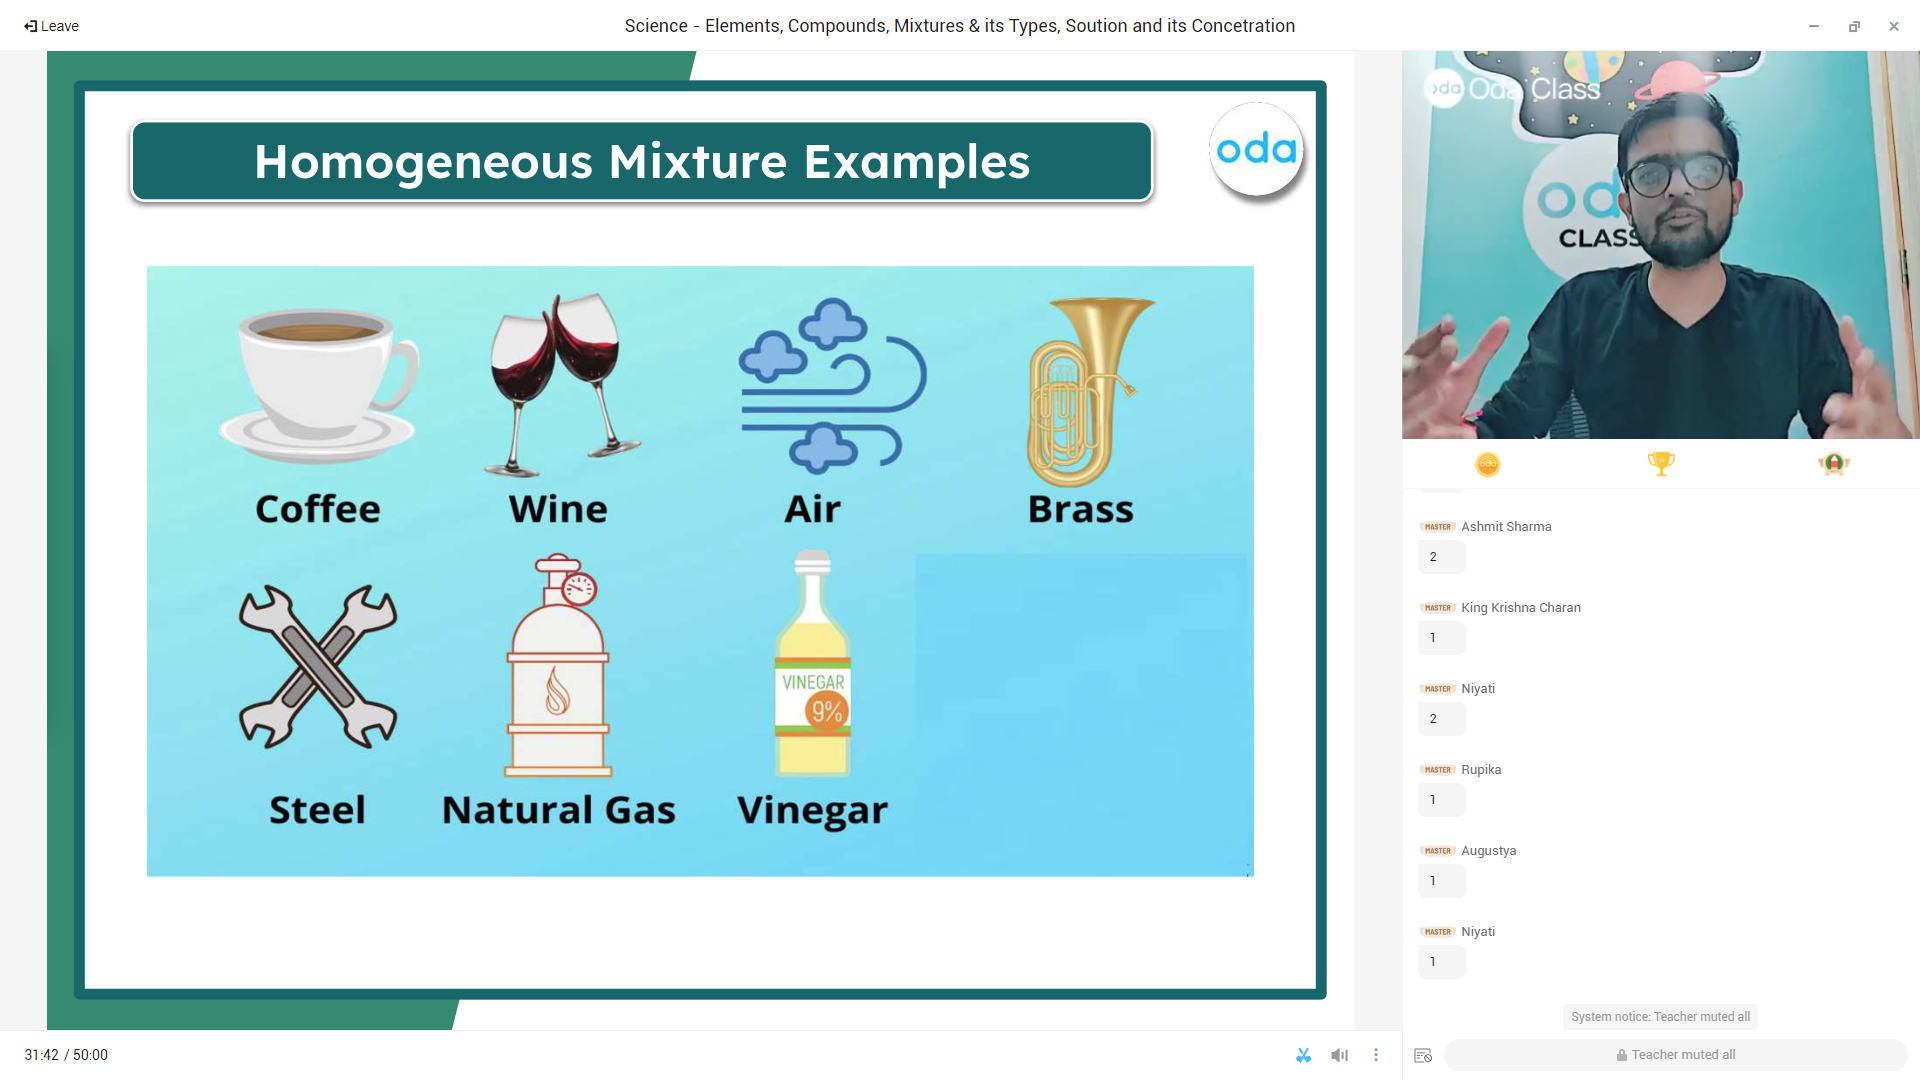 Leave
Science - Elements, Compounds, Mixtures & its Types, Soution and its Concetration
Homogeneous Mixture Examples
oda
Coffee
Wine
Air
Brass
VINEGAR
9%
Steel
Natural Gas
Vinegar
oda Oda Class
CLASS
oda
MASTER Ashmit Sharma
2
MASTER King Krishna Charan
1
MASTER Niyati
2
MASTER Rupika
1
MASTER Augustya
1
MASTER Niyati
1
System notice: Teacher muted all
Teacher muted all
31:42 / 50:00